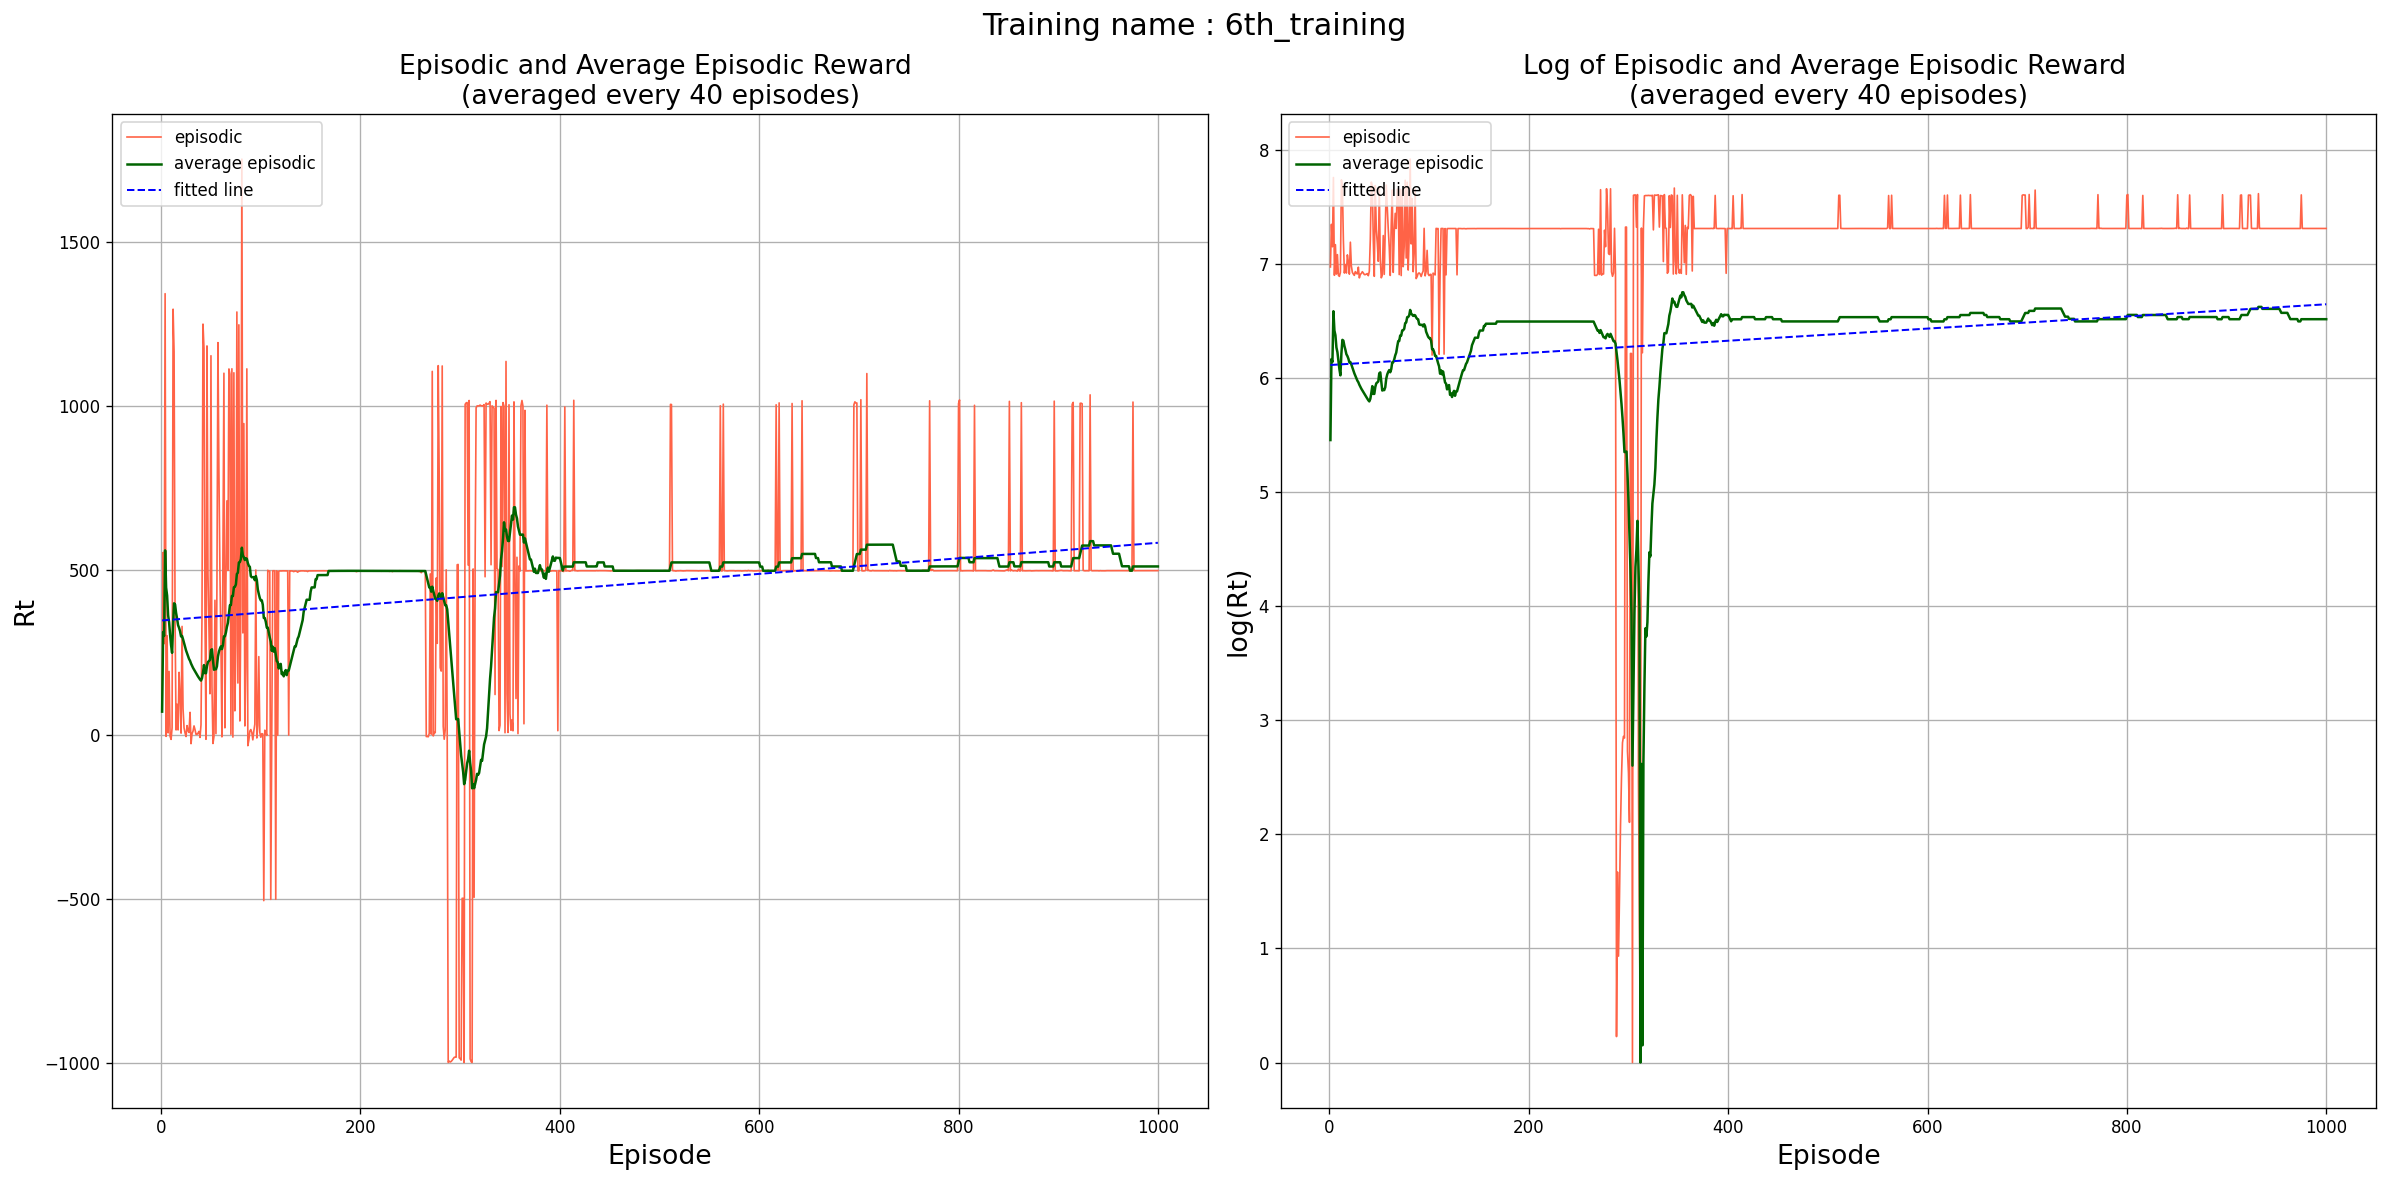 Training name : 6th_training
Episodic and Average Episodic Reward
(averaged every 40 episodes)
episodic
average episodic
fitted line
1500
1000
500
0
−500
−1000
Rt
0
200
400
600
800
1000
Episode
Log of Episodic and Average Episodic Reward
(averaged every 40 episodes)
episodic
average episodic
fitted line
8
7
6
5
4
3
2
1
0
log(Rt)
0
200
400
600
800
1000
Episode